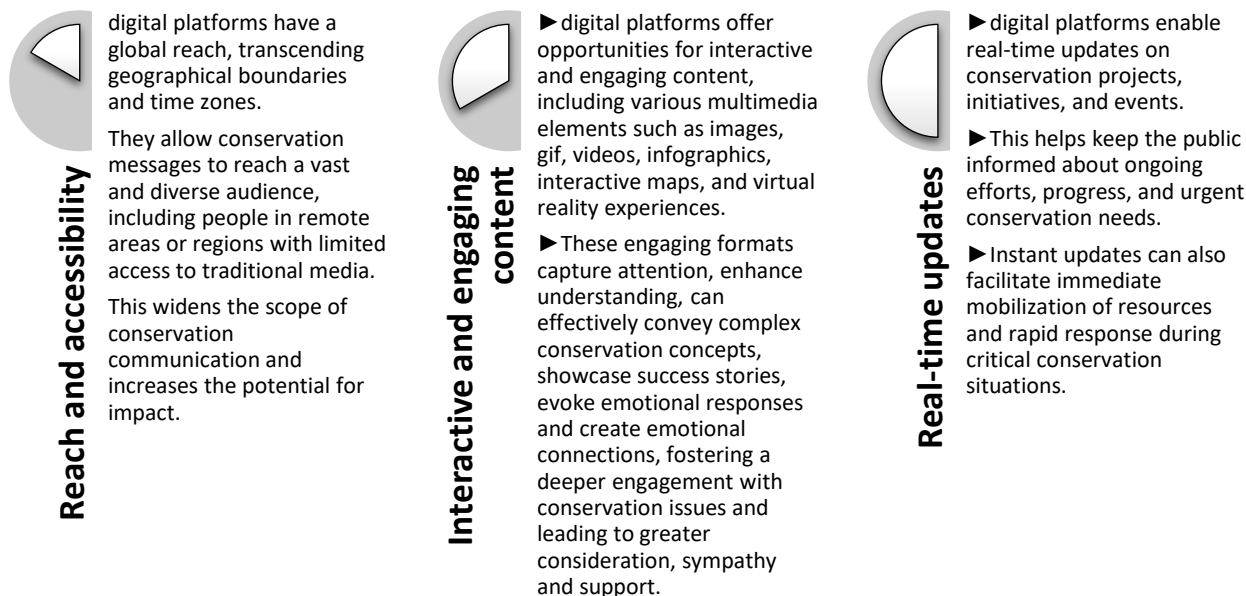 Reach and accessibility
digital platforms have a
global reach, transcending
geographical boundaries
and time zones.
They allow conservation
messages to reach a vast
and diverse audience,
including people in remote
areas or regions with limited
access to traditional media.
This widens the scope of
conservation
communication and
increases the potential for
impact.
Interactive and engaging
content
►digital platforms offer
opportunities for interactive
and engaging content,
including various multimedia
elements such as images,
gif, videos, infographics,
interactive maps, and virtual
reality experiences.
►These engaging formats
capture attention, enhance
understanding, can
effectively convey complex
conservation concepts,
showcase success stories,
evoke emotional responses
and create emotional
connections, fostering a
deeper engagement with
conservation issues and
leading to greater
consideration, sympathy
and support.
Real-time updates
►digital platforms enable
real-time updates on
conservation projects,
initiatives, and events.
►This helps keep the public
informed about ongoing
efforts, progress, and urgent
conservation needs.
►Instant updates can also
facilitate immediate
mobilization of resources
and rapid response during
critical conservation
situations.